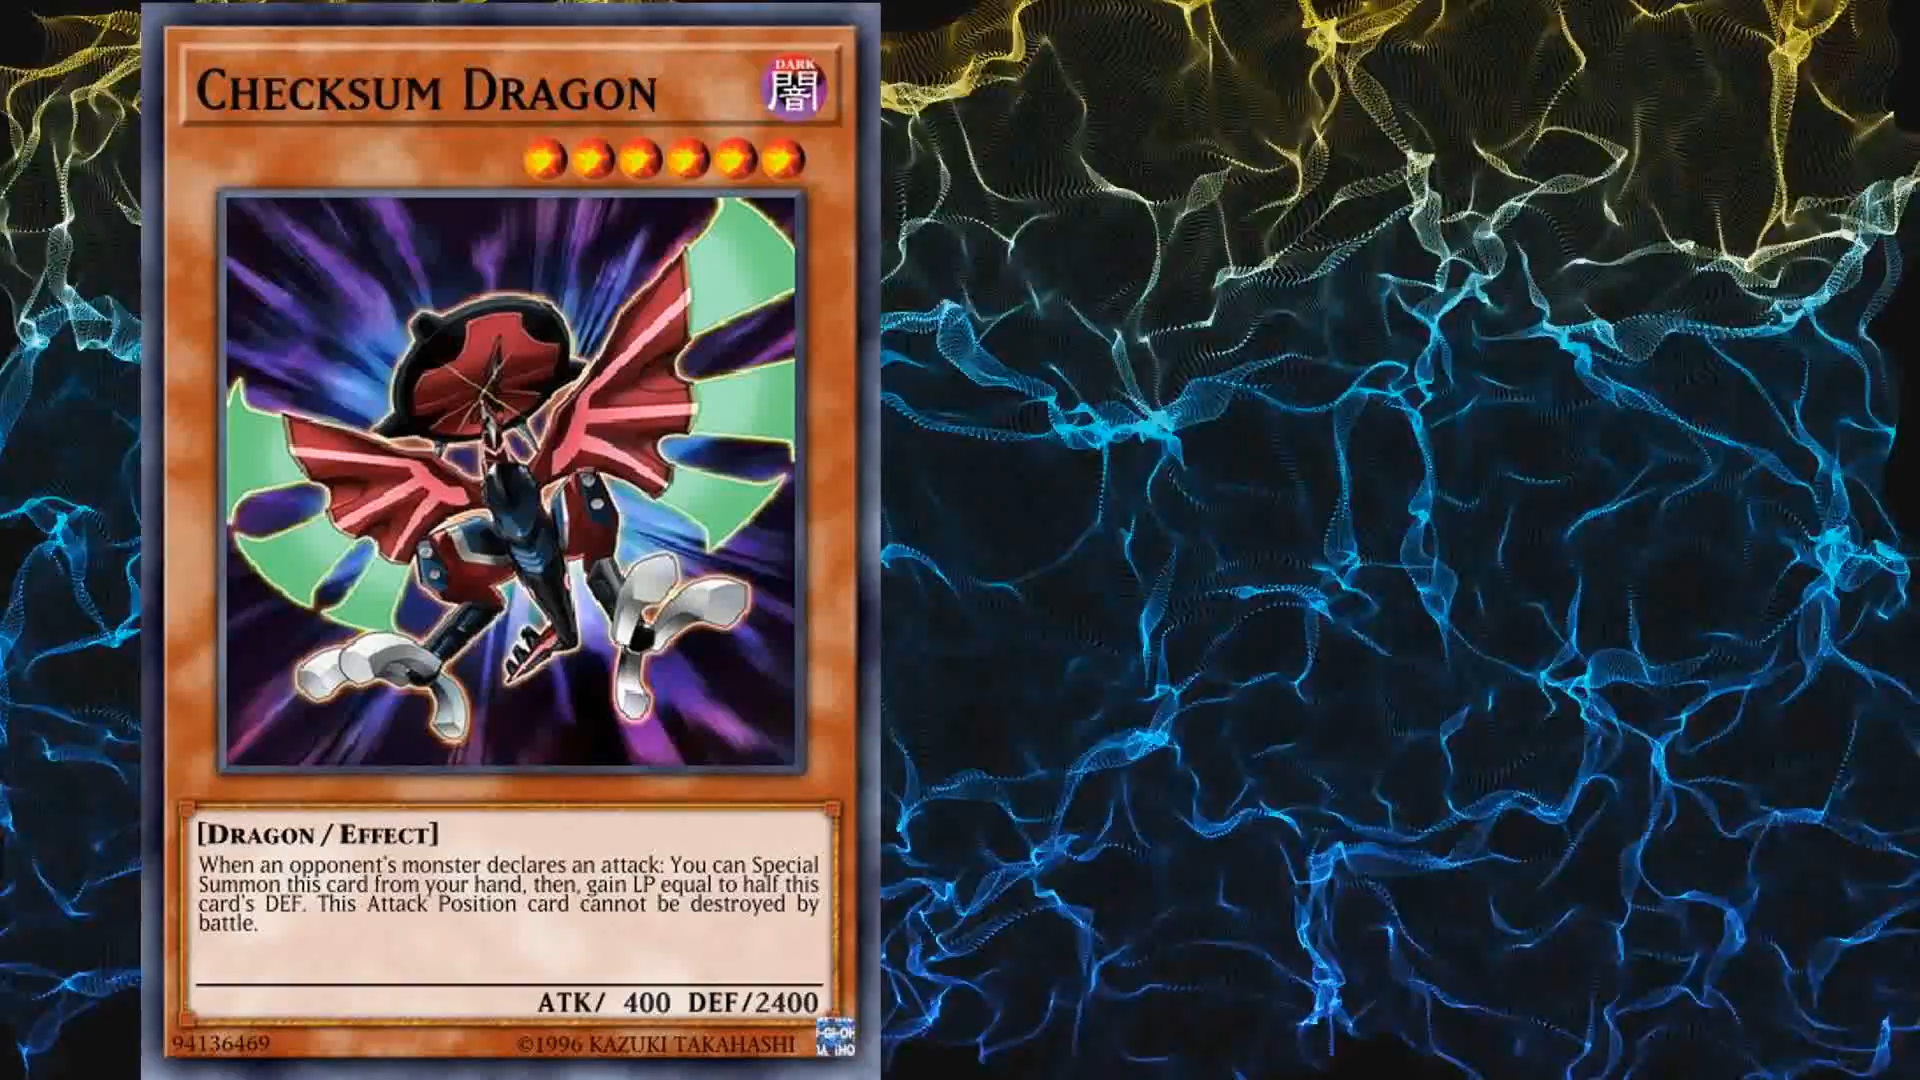 CHECKSUM DRAGON
DARK
闇
[DRAGON / EFFECT]
When an opponent's monster declares an attack: You can Special
Summon this card from your hand, then, gain LP equal to half this
card's DEF. This Attack Position card cannot be destroyed by
battle.
ATK/ 400 DEF/2400
94136469
©1996 KAZUKI TAKAHASHI